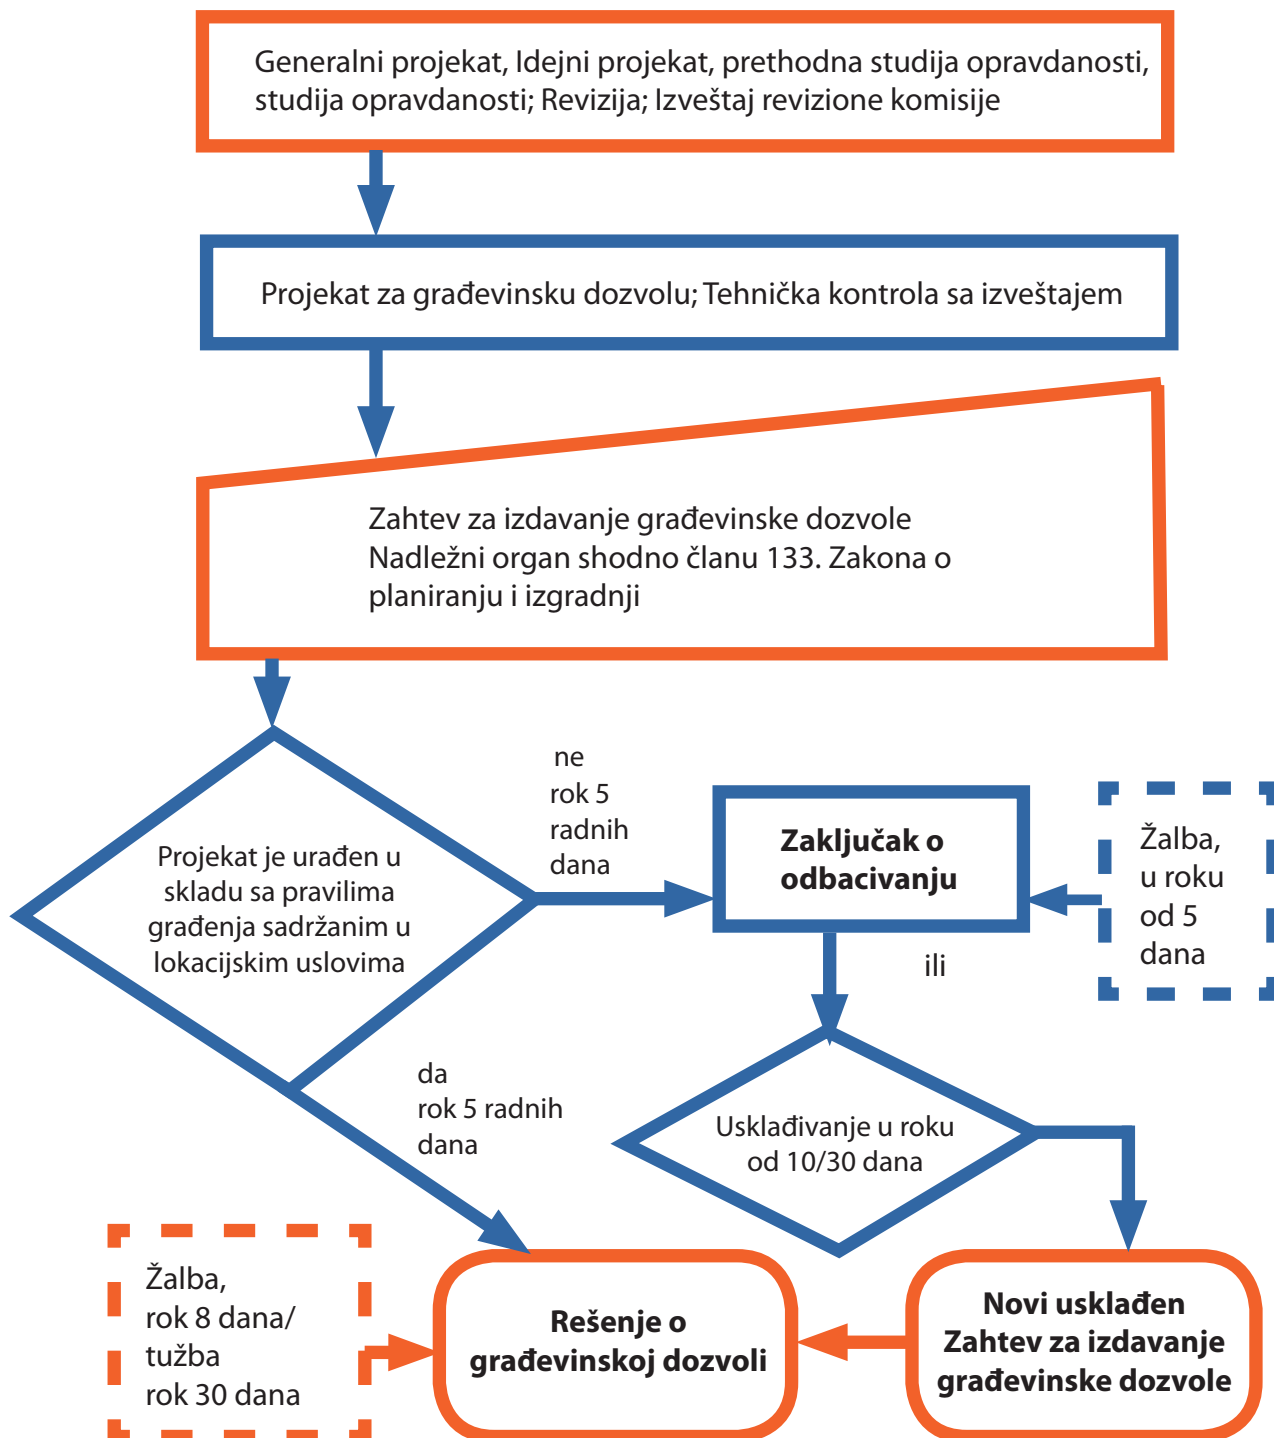 Generalni projekat, Idejni projekat, prethodna studija opravdanosti,
studija opravdanosti; Revizija; Izveštaj revizione komisije
Projekat za građevinsku dozvolu; Tehnička kontrola sa izveštajem
Zahtev za izdavanje građevinske dozvole
Nadležni organ shodno članu 133. Zakona o
planiranju i izgradnji
Projekat je urađen u
skladu sa pravilima
građenja sadržanim u
lokacijskim uslovima
ne
rok 5
radnih
dana
Zaključak o
odbacivanju
Žalba,
u roku
od 5
dana
ili
da
rok 5 radnih
dana
Usklađivanje u roku
od 10/30 dana
Žalba,
rok 8 dana/
tužba
rok 30 dana
Rešenje o
građevinskoj dozvoli
Novi usklađen
Zahtev za izdavanje
građevinske dozvole